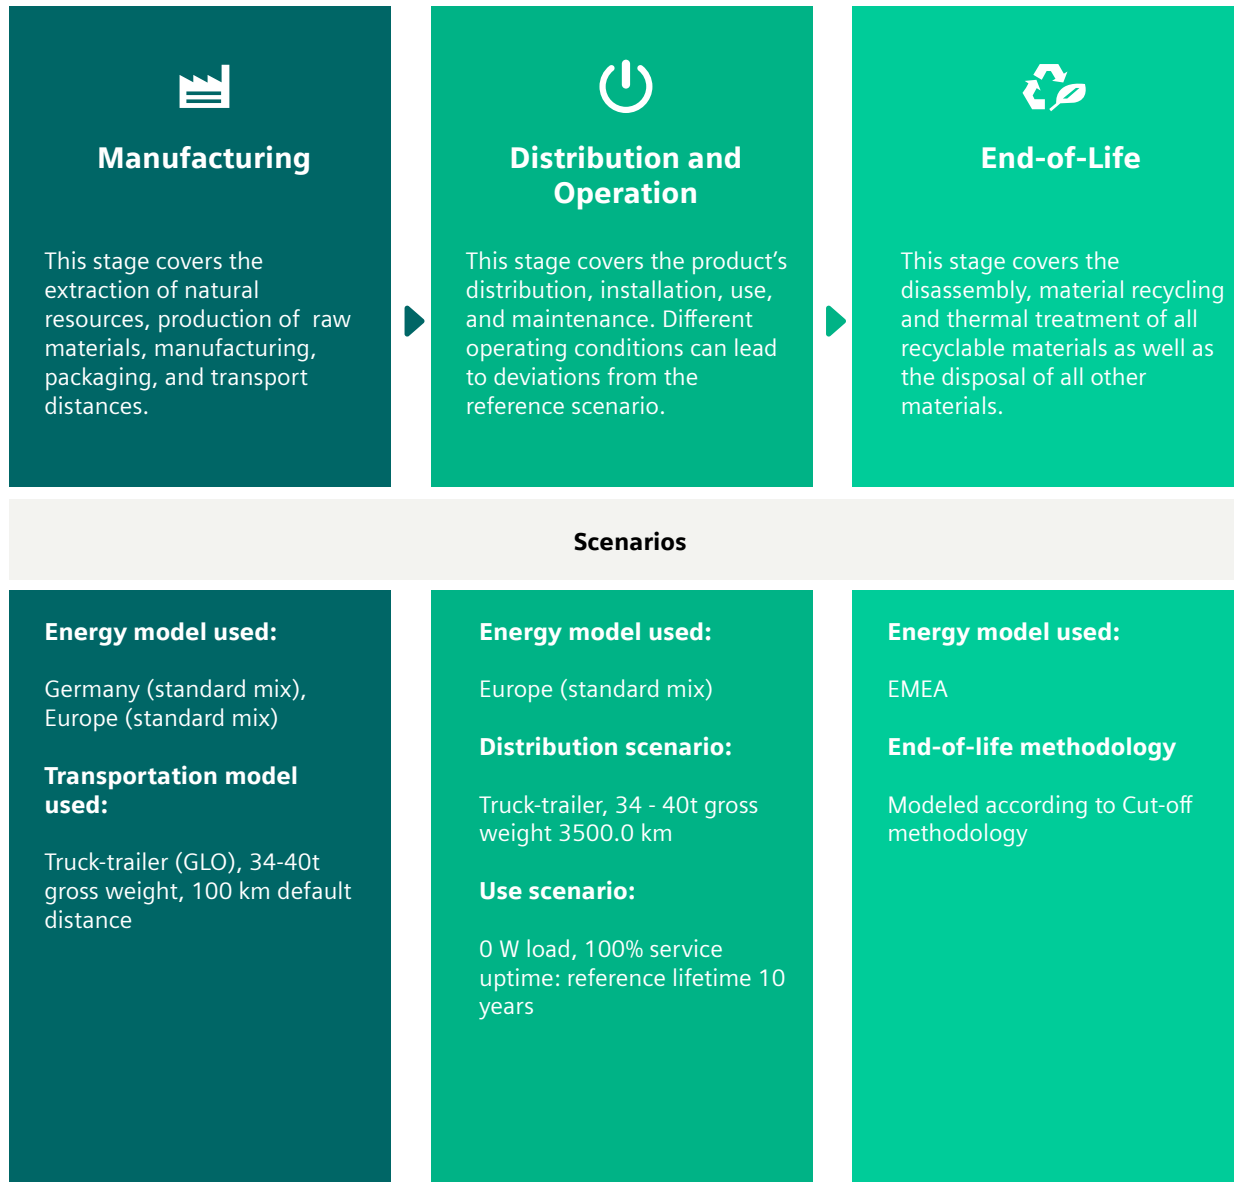 Manufacturing
This stage covers the
extraction of natural
resources, production of  raw
materials, manufacturing,
packaging, and transport
distances.
Distribution and
Operation
This stage covers the product’s
distribution, installation, use,
and maintenance. Different
operating conditions can lead
to deviations from the
reference scenario.
End-of-Life
This stage covers the
disassembly, material recycling
and thermal treatment of all
recyclable materials as well as
the disposal of all other
materials.
Scenarios
Energy model used:
Germany (standard mix),
Europe (standard mix)
Transportation model
used:
Truck-trailer (GLO), 34-40t
gross weight, 100 km default
distance
Energy model used:
Europe (standard mix)
Distribution scenario:
Truck-trailer, 34 - 40t gross
weight 3500.0 km
Use scenario:
0 W load, 100% service
uptime: reference lifetime 10
years
Energy model used:
EMEA
End-of-life methodology
Modeled according to Cut-off
methodology